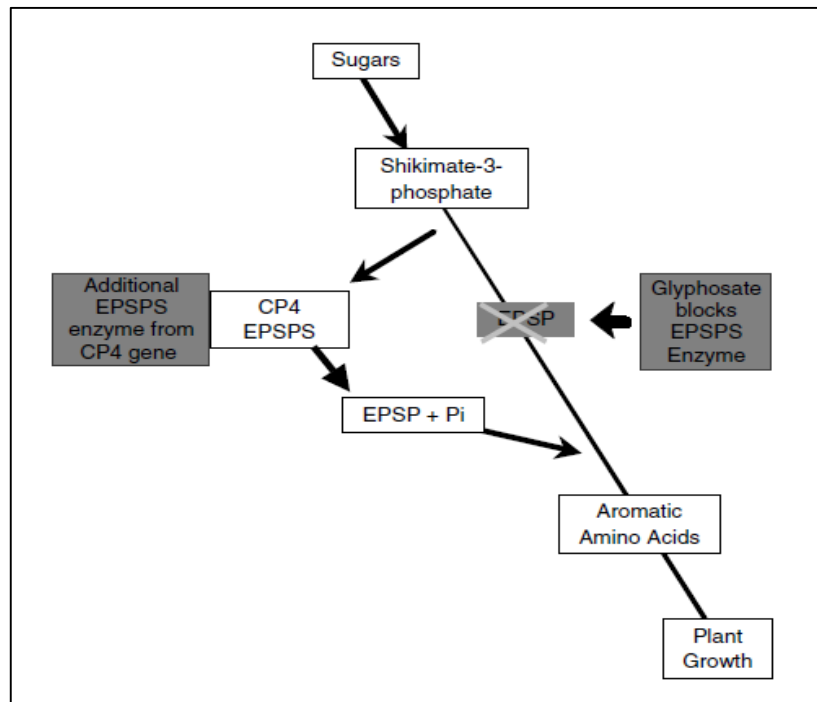 Sugars
Shikimate-3-
phosphate
Additional
EPSPS
enzyme from
CP4 gene
CP4
EPSPS
EPSP
Glyphosate
blocks
EPSPS
Enzyme
EPSP + Pi
Aromatic
Amino Acids
Plant
Growth